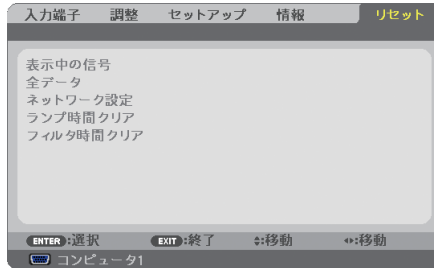 入力端子 調整 セットアップ 情報 リセット
表示中の信号
全データ
ネットワーク設定
ランプ時間クリア
フィルタ時間クリア
ENTER:選択 EXIT:終了 :移動 :移動
コンピュータ1